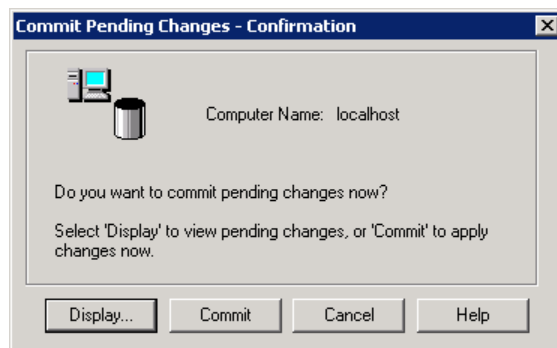 Commit Pending Changes - Confirmation
Computer Name: localhost
Do you want to commit pending changes now?
Select 'Display' to view pending changes, or 'Commit' to apply
changes now.
Display... Commit Cancel Help